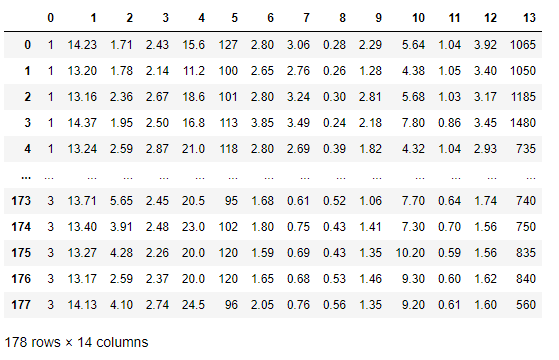 0 1 2 3 4 5 6 7 8 9 10 11 12 13
0 1 14.23 1.71 2.43 15.6 127 2.80 3.06 0.28 2.29 5.64 1.04 3.92 1065
1 1 13.20 1.78 2.14 11.2 100 2.65 2.76 0.26 1.28 4.38 1.05 3.40 1050
2 1 13.16 2.36 2.67 18.6 101 2.80 3.24 0.30 2.81 5.68 1.03 3.17 1185
3 1 14.37 1.95 2.50 16.8 113 3.85 3.49 0.24 2.18 7.80 0.86 3.45 1480
4 1 13.24 2.59 2.87 21.0 118 2.80 2.69 0.39 1.82 4.32 1.04 2.93 735
... ... ... ... ... ... ... ... ... ... ... ... ... ... ...
173 3 13.71 5.65 2.45 20.5 95 1.68 0.61 0.52 1.06 7.70 0.64 1.74 740
174 3 13.40 3.91 2.48 23.0 102 1.80 0.75 0.43 1.41 7.30 0.70 1.56 750
175 3 13.27 4.28 2.26 20.0 120 1.59 0.69 0.43 1.35 10.20 0.59 1.56 835
176 3 13.17 2.59 2.37 20.0 120 1.65 0.68 0.53 1.46 9.30 0.60 1.62 840
177 3 14.13 4.10 2.74 24.5 96 2.05 0.76 0.56 1.35 9.20 0.61 1.60 560
178 rows × 14 columns